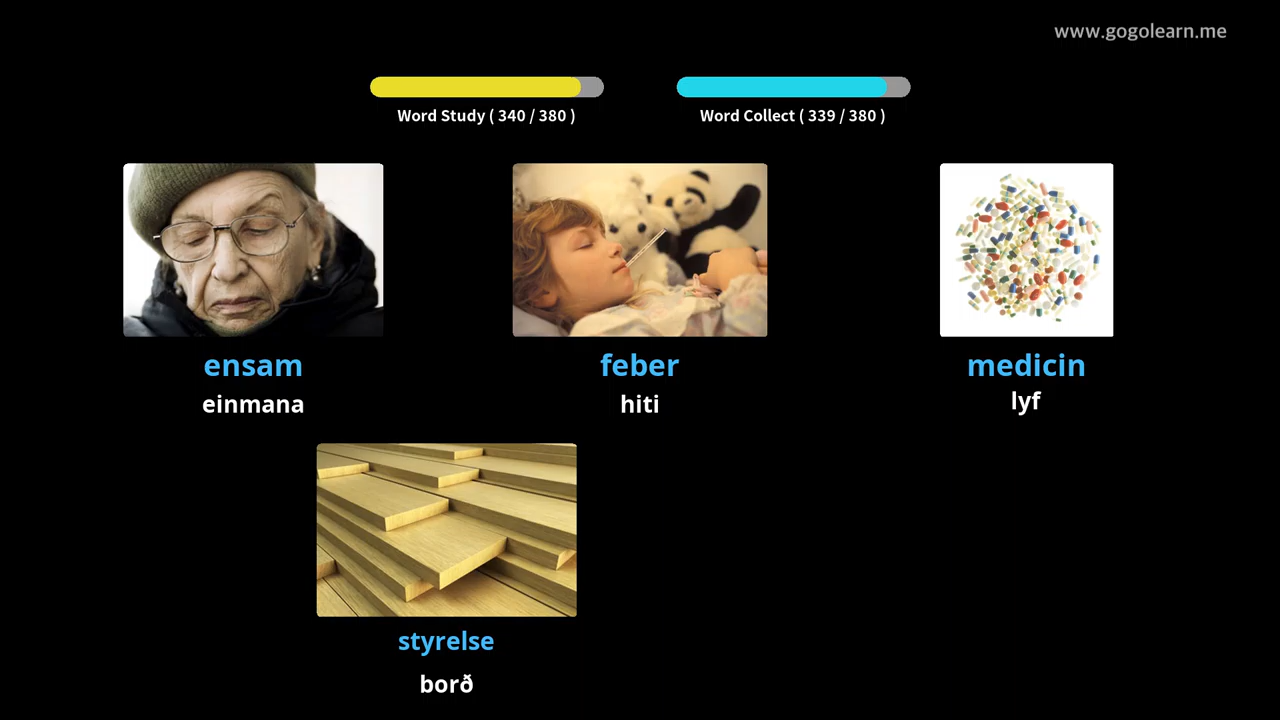 www.gogolearn.me
Word Study ( 340 / 380 )
Word Collect ( 339 / 380 )
ensam
einmana
feber
hiti
medicin
lyf
styrelse
borð